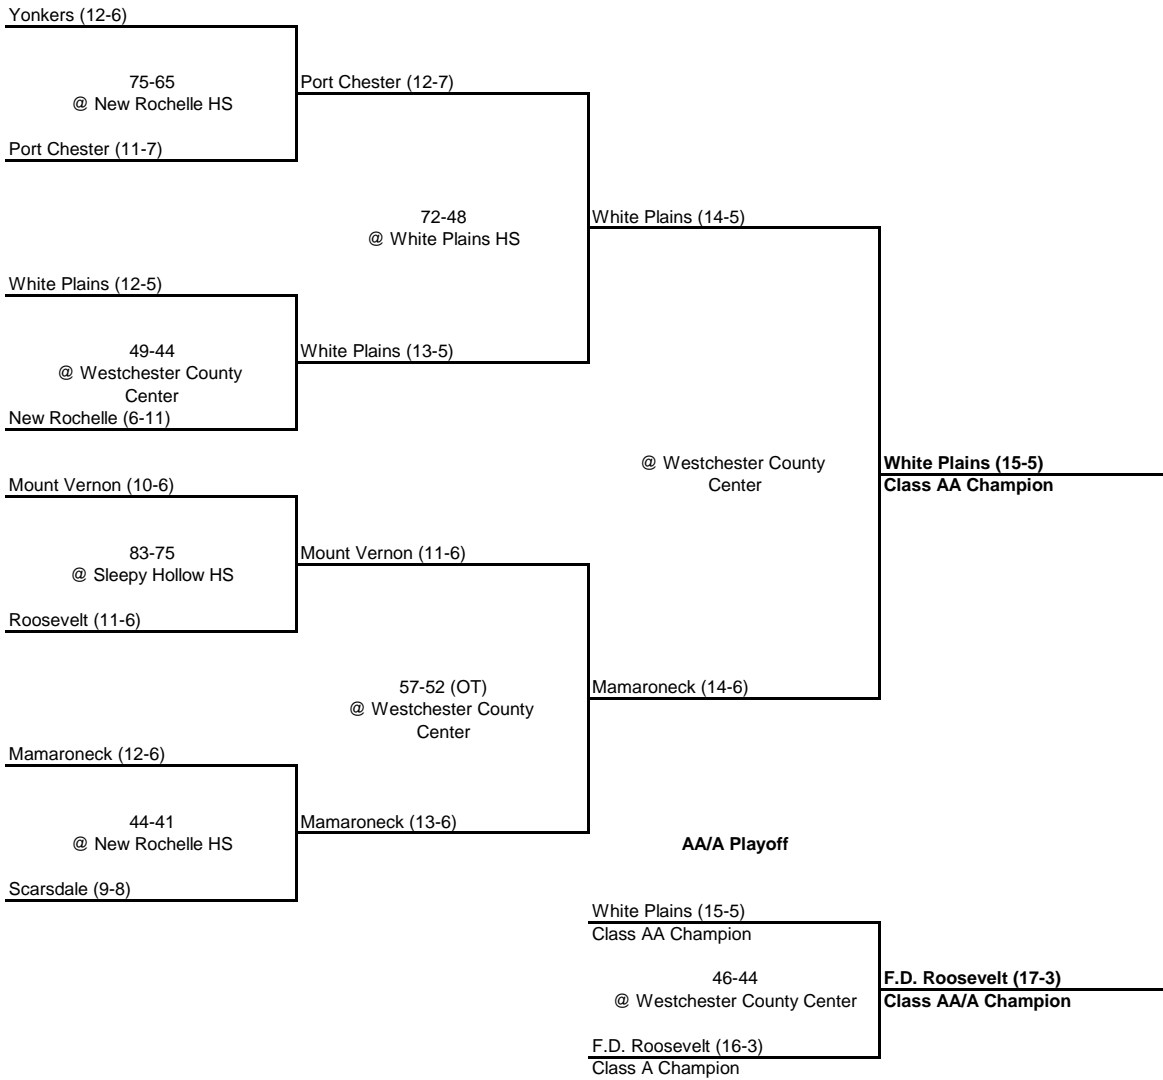 Yonkers (12-6)
75-65
@ New Rochelle HS
Port Chester (12-7)
Port Chester (11-7)
72-48
@ White Plains HS
White Plains (14-5)
White Plains (12-5)
49-44
@ Westchester County
Center
White Plains (13-5)
New Rochelle (6-11)
@ Westchester County
Center
White Plains (15-5)
Class AA Champion
Mount Vernon (10-6)
83-75
@ Sleepy Hollow HS
Mount Vernon (11-6)
Roosevelt (11-6)
57-52 (OT)
@ Westchester County
Center
Mamaroneck (14-6)
Mamaroneck (12-6)
44-41
@ New Rochelle HS
Mamaroneck (13-6)
Scarsdale (9-8)
AA/A Playoff
White Plains (15-5)
Class AA Champion
46-44
@ Westchester County Center
F.D. Roosevelt (17-3)
Class AA/A Champion
F.D. Roosevelt (16-3)
Class A Champion